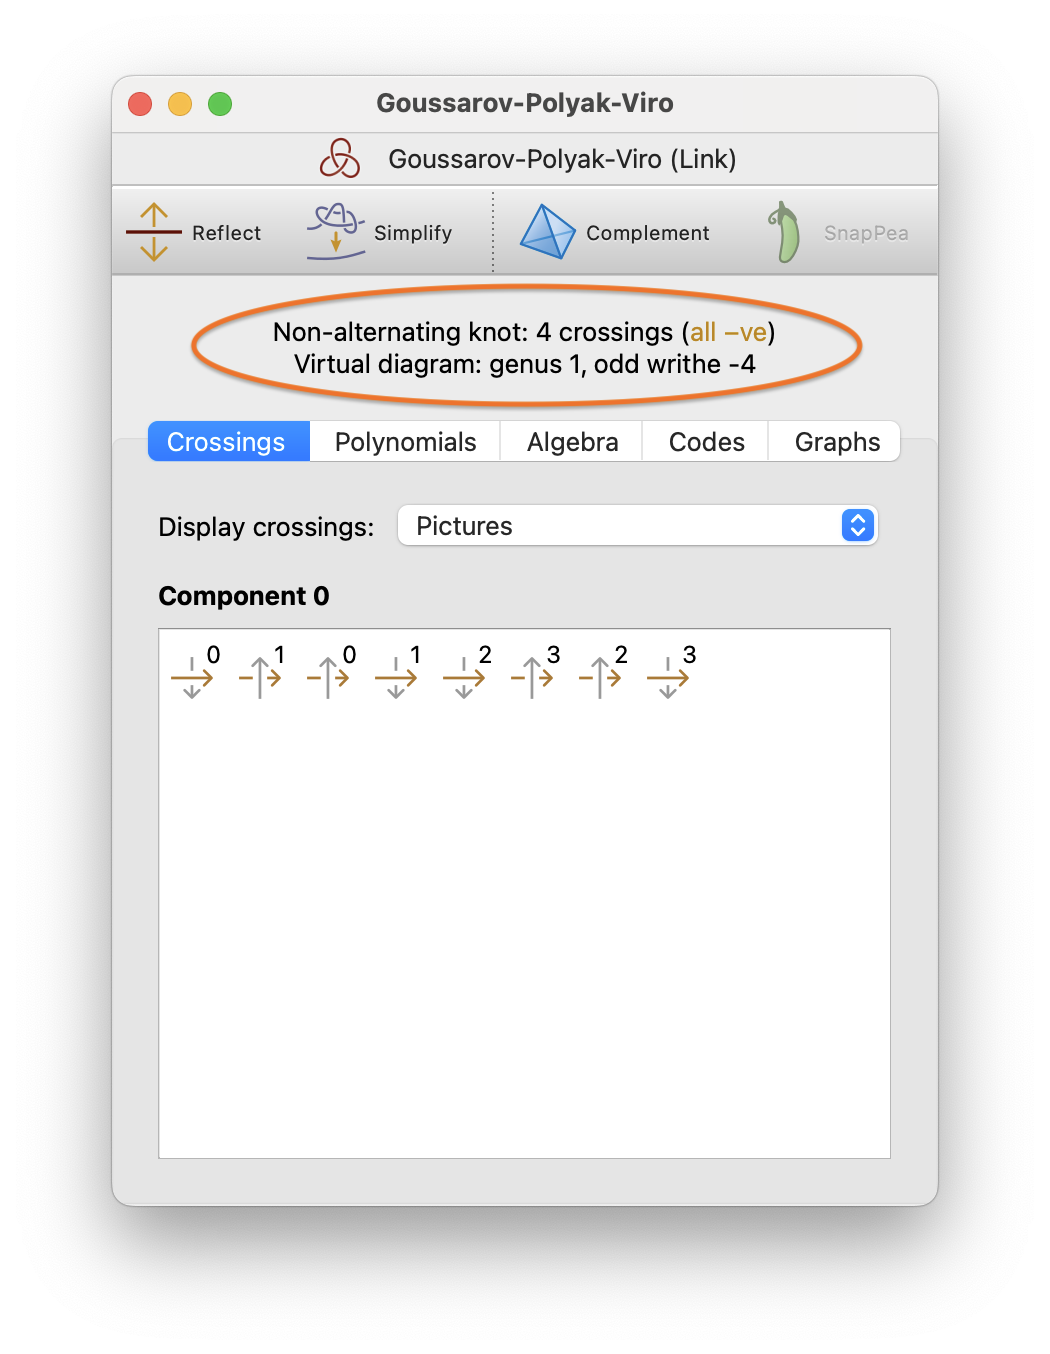 Goussarov-Polyak-Viro
Goussarov-Polyak-Viro (Link)
Reflect Simplify Complement SnapPea
Non-alternating knot: 4 crossings (all −ve)
Virtual diagram: genus 1, odd writhe -4
Crossings Polynomials Algebra Codes Graphs
Display crossings: Pictures
Component 0
0 1 0 1 2 3 2 3